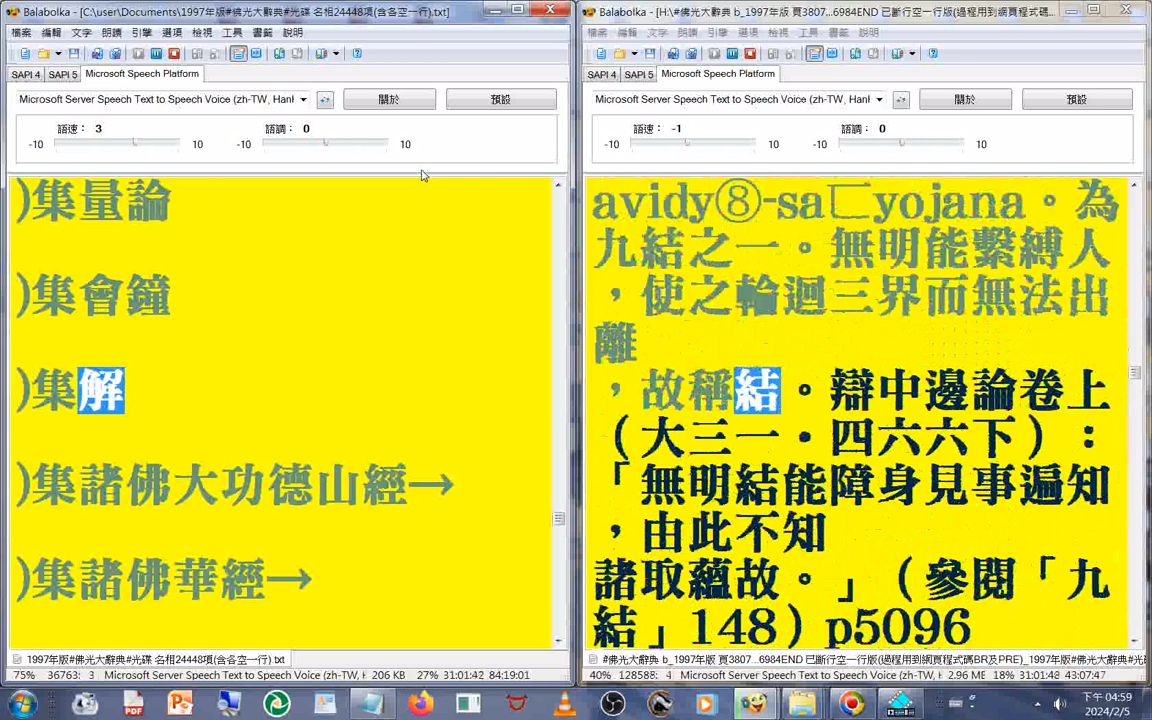 Balabolka - [C:\user\Documents\1997年版#佛光大辭典#光碟 名相24448項(含各空一行).txt]
檔案 編輯 文字 朗讀 引擎 選項 檢視 工具 書籤 說明
SAPI 4 SAPI 5 Microsoft Speech Platform
Microsoft Server Speech Text to Speech Voice (zh-TW, Han 關於 預設
語速： 3 語調： 0
-10 10 -10 10
)集量論
)集會鐘
)集解
)集諸佛大功德山經→
)集諸佛華經→
1997年版#佛光大辭典#光碟 名相24448項(含各空一行).txt
75% 36763: 3 Microsoft Server Speech Text to Speech Voice (zh-TW, 206 KB 27% 31:01:42 84:19:01
Balabolka - [H:\#佛光大辭典 b_1997年版 頁3807...6984END 已斷行空一行版(過程用到網頁程式碼...
檔案 編輯 文字 朗讀 引擎 選項 檢視 工具 書籤 說明
SAPI 4 SAPI 5 Microsoft Speech Platform
Microsoft Server Speech Text to Speech Voice (zh-TW, Han 關於 預設
語速： -1 語調： 0
-10 10 -10 10
avidy⑧-sa匚yojana。為
九結之一。無明能繫縛人
，使之輪迴三界而無法出
離
，故稱結。辯中邊論卷上
（大三一‧四六六下）：
「無明結能障身見事遍知
，由此不知
諸取蘊故。」（參閱「九
結」148）p5096
#佛光大辭典 b_1997年版 頁3807...6984END 已斷行空一行版(過程用到網頁程式碼BR及PRE)_1997年版#光
40% 128588: 4 Microsoft Server Speech Text to Speech Voice (zh-TW, 2.96 ME 18% 31:01:48 43:07:47
下午 04:59
2024/2/5